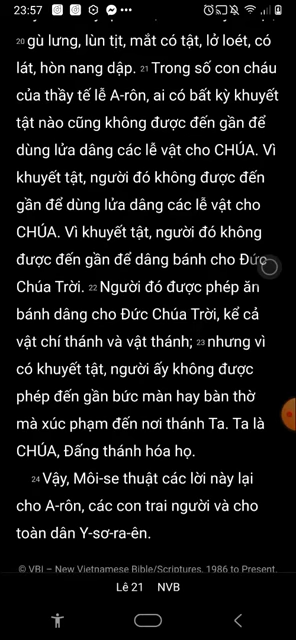 23:57
20 gù lưng, lùn tịt, mắt có tật, lở loét, có
lát, hòn nang dập. 21 Trong số con cháu
của thầy tế lễ A-rôn, ai có bất kỳ khuyết
tật nào cũng không được đến gần để
dùng lửa dâng các lễ vật cho CHÚA. Vì
khuyết tật, người đó không được đến
gần để dùng lửa dâng các lễ vật cho
CHÚA. Vì khuyết tật, người đó không
được đến gần để dâng bánh cho Đức
Chúa Trời. 22 Người đó được phép ăn
bánh dâng cho Đức Chúa Trời, kể cả
vật chí thánh và vật thánh; 23 nhưng vì
có khuyết tật, người ấy không được
phép đến gần bức màn hay bàn thờ
mà xúc phạm đến nơi thánh Ta. Ta là
CHÚA, Đấng thánh hóa họ.
24 Vậy, Môi-se thuật các lời này lại
cho A-rôn, các con trai người và cho
toàn dân Y-sơ-ra-ên.
© VBI – New Vietnamese Bible/Scriptures, 1986 to Present.
Lê 21 NVB